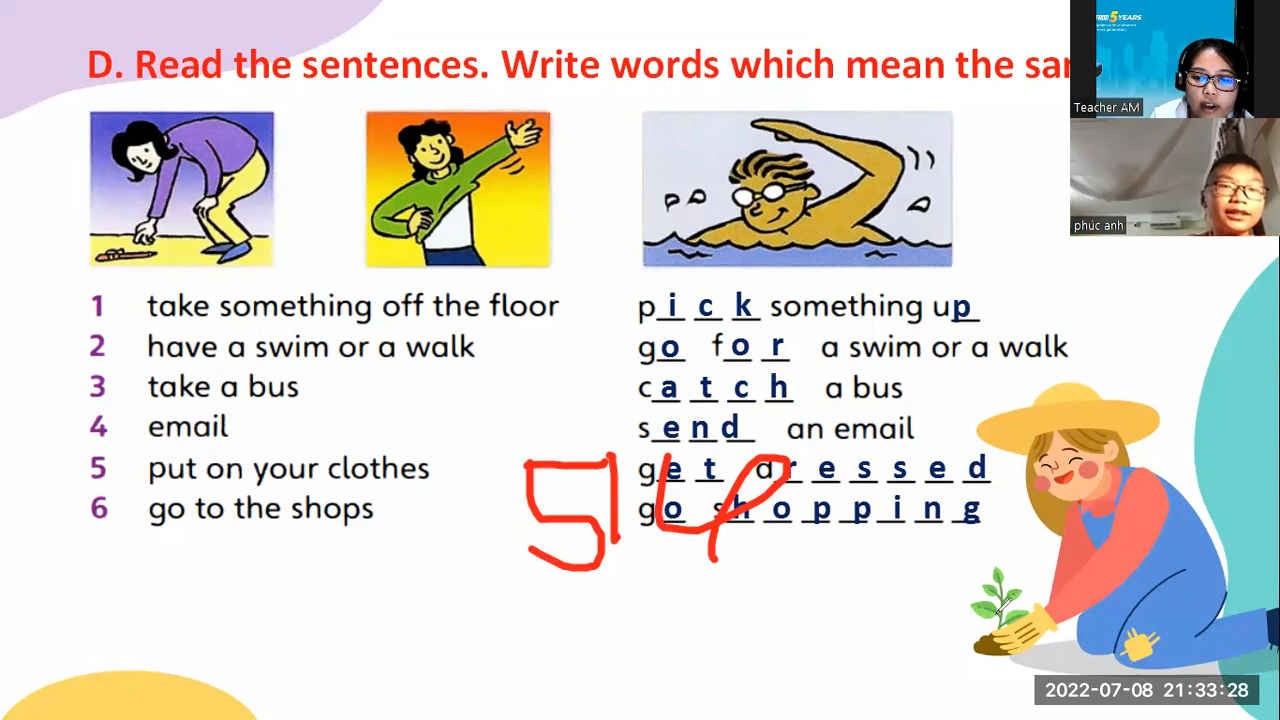 D. Read the sentences. Write words which mean the sa
5 YEARS
Teacher AM
phúc anh
1 take something off the floor pick something up
2 have a swim or a walk go for a swim or a walk
3 take a bus catch a bus
4 email send an email
5 put on your clothes get dressed
6 go to the shops go shopping
2022-07-08 21:33:28